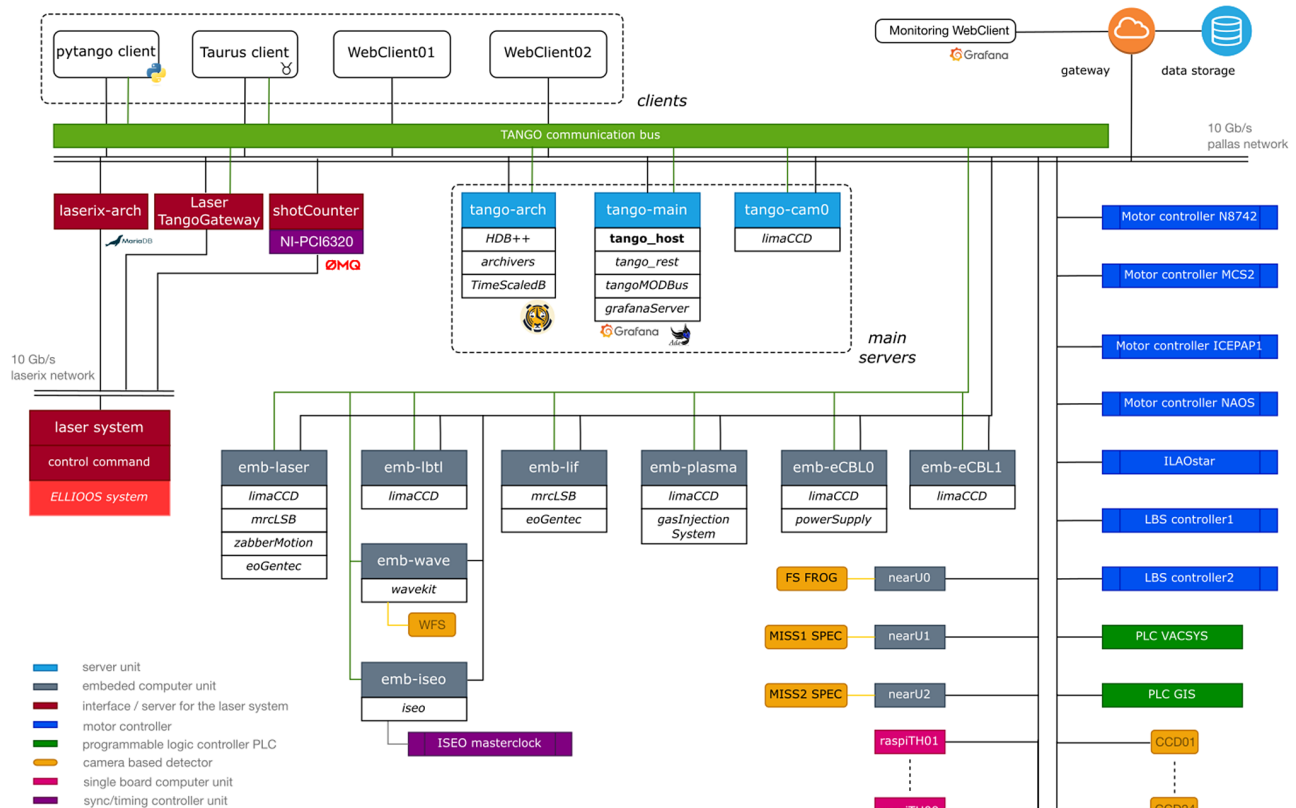 pytango client
Taurus client
WebClient01
WebClient02
clients
Monitoring WebClient
Grafana
gateway
data storage
TANGO communication bus
10 Gb/s
pallas network
laserix-arch
MariaDB
Laser
TangoGateway
shotCounter
NI-PCI6320
ØMQ
tango-arch
HDB++
archivers
TimeScaledB
tango-main
tango_host
tango_rest
tangoMODBus
grafanaServer
Grafana
Ada
tango-cam0
limaCCD
main
servers
Motor controller N8742
Motor controller MCS2
Motor controller ICEPAP1
Motor controller NAOS
ILAOstar
LBS controller1
LBS controller2
PLC VACSYS
PLC GIS
CCD01
10 Gb/s
laserix network
laser system
control command
ELLIOOS system
emb-laser
limaCCD
mrcLSB
zabberMotion
eoGentec
emb-lbtl
limaCCD
emb-lif
mrcLSB
eoGentec
emb-plasma
limaCCD
gasInjection
System
emb-eCBL0
limaCCD
powerSupply
emb-eCBL1
limaCCD
emb-wave
wavekit
WFS
emb-iseo
iseo
ISEO masterclock
FS FROG
nearU0
MISS1 SPEC
nearU1
MISS2 SPEC
nearU2
raspiTH01
server unit
embeded computer unit
interface / server for the laser system
motor controller
programmable logic controller PLC
camera based detector
single board computer unit
sync/timing controller unit